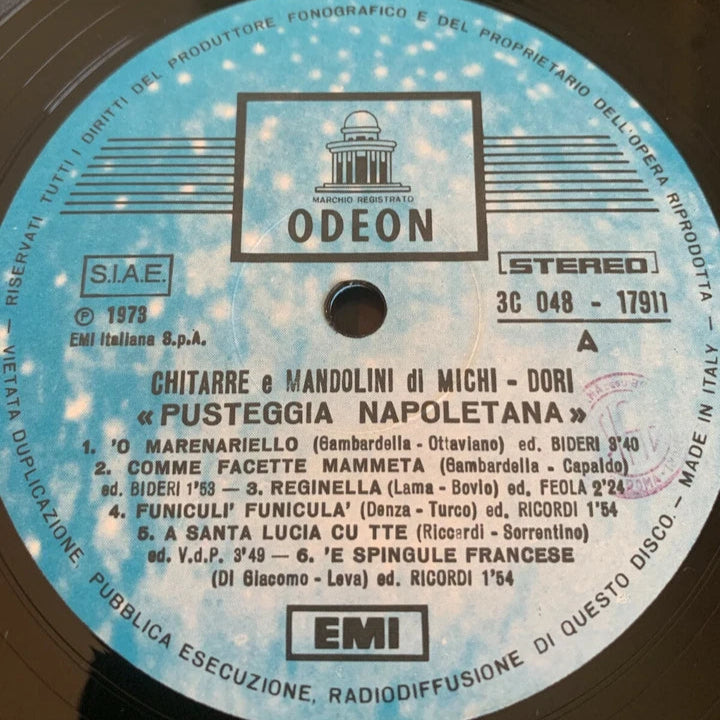 RISERVATI TUTTI I DIRITTI DEL PRODUTTORE FONOGRAFICO E DEL PROPRIETARIO DELL'OPERA RIPRODOTTA
— VIETATA DUPLICAZIONE, PUBBLICA ESECUZIONE, RADIODIFFUSIONE DI QUESTO DISCO. — MADE IN ITALY —
MARCHIO REGISTRATO
ODEON
S.I.A.E.
STEREO
℗ 1973
3C 048 - 17911
EMI Italiana S.p.A.
A
CHITARRE e MANDOLINI di MICHI - DORI
« PUSTEGGIA NAPOLETANA »
1. 'O MARENARIELLO (Gambardella - Ottaviano) ed. BIDERI 3'40
2. COMME FACETTE MAMMETA (Gambardella - Capaldo)
ed. BIDERI 1'53 — 3. REGINELLA (Lama - Bovio) ed. FEOLA 2'24
4. FUNICULI' FUNICULA' (Denza - Turco) ed. RICORDI 1'54
5. A SANTA LUCIA CU TTE (Riccardi - Sorrentino)
ed. V.d.P. 3'49 — 6. 'E SPINGULE FRANCESE
(Di Giacomo - Leva) ed. RICORDI 1'54
EMI